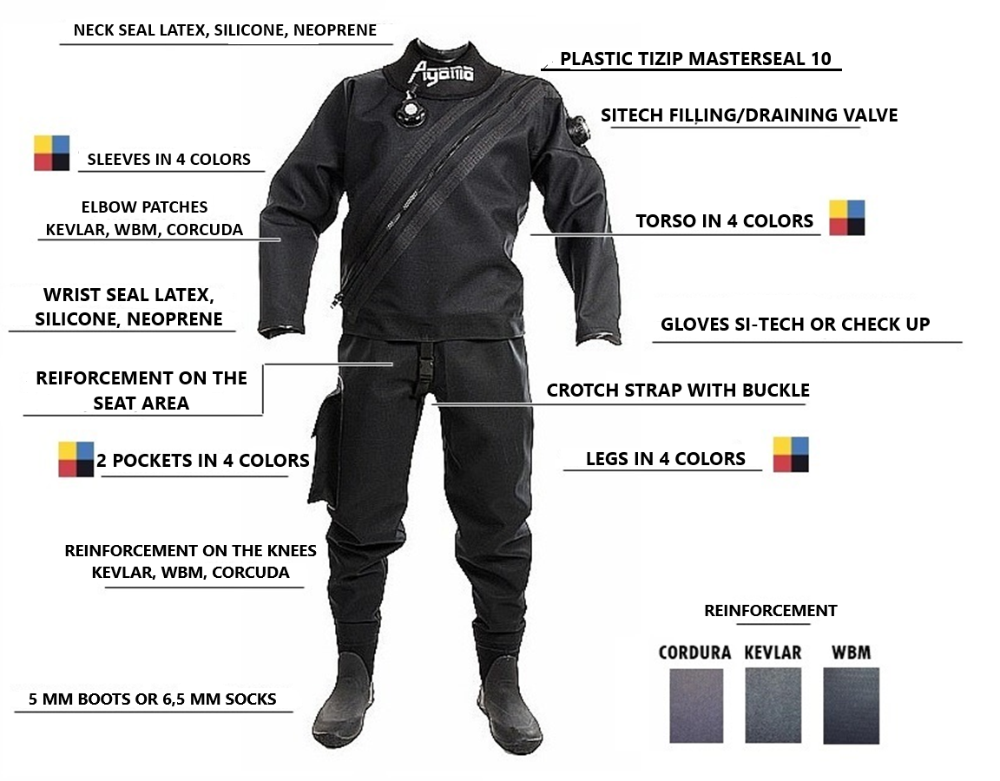 NECK SEAL LATEX, SILICONE, NEOPRENE
PLASTIC TIZIP MASTERSEAL 10
Agama
SITECH FILLING/DRAINING VALVE
SLEEVES IN 4 COLORS
ELBOW PATCHES
KEVLAR, WBM, CORCUDA
TORSO IN 4 COLORS
WRIST SEAL LATEX,
SILICONE, NEOPRENE
GLOVES SI-TECH OR CHECK UP
REIFORCEMENT ON THE
SEAT AREA
CROTCH STRAP WITH BUCKLE
2 POCKETS IN 4 COLORS
LEGS IN 4 COLORS
REINFORCEMENT ON THE KNEES
KEVLAR, WBM, CORCUDA
REINFORCEMENT
CORDURA KEVLAR WBM
5 MM BOOTS OR 6,5 MM SOCKS